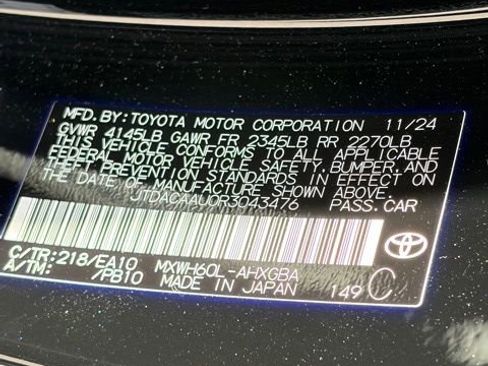 MFD. BY: TOYOTA MOTOR CORPORATION 11/24
GVWR 4145LB GAWR FR 2345LB RR 2270LB
THIS VEHICLE CONFORMS TO ALL APPLICABLE
FEDERAL MOTOR VEHICLE SAFETY, BUMPER, AND
THEFT PREVENTION STANDARDS IN EFFECT ON
THE DATE OF MANUFACTURE SHOWN ABOVE.
JTDACAAU0R3043476 PASS.CAR
C/TR: 218/EA10 MXWH60L-AHXGBA
A/TM: /PB10 MADE IN JAPAN 149 C